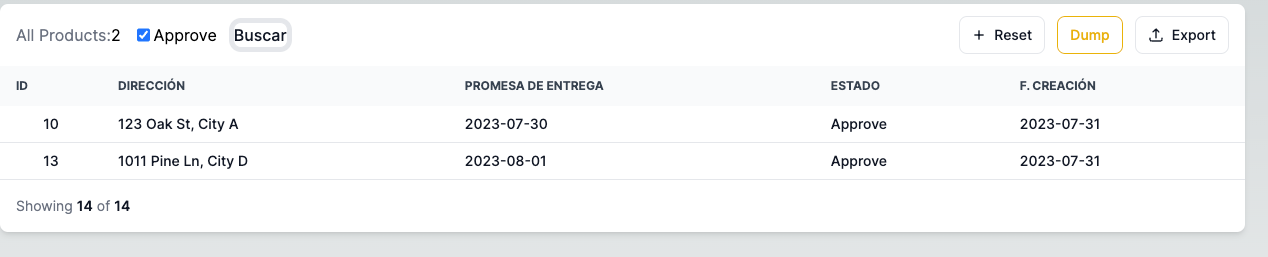 All Products:2 Approve Buscar + Reset Dump Export
ID DIRECCIÓN PROMESA DE ENTREGA ESTADO F. CREACIÓN
10 123 Oak St, City A 2023-07-30 Approve 2023-07-31
13 1011 Pine Ln, City D 2023-08-01 Approve 2023-07-31
Showing 14 of 14